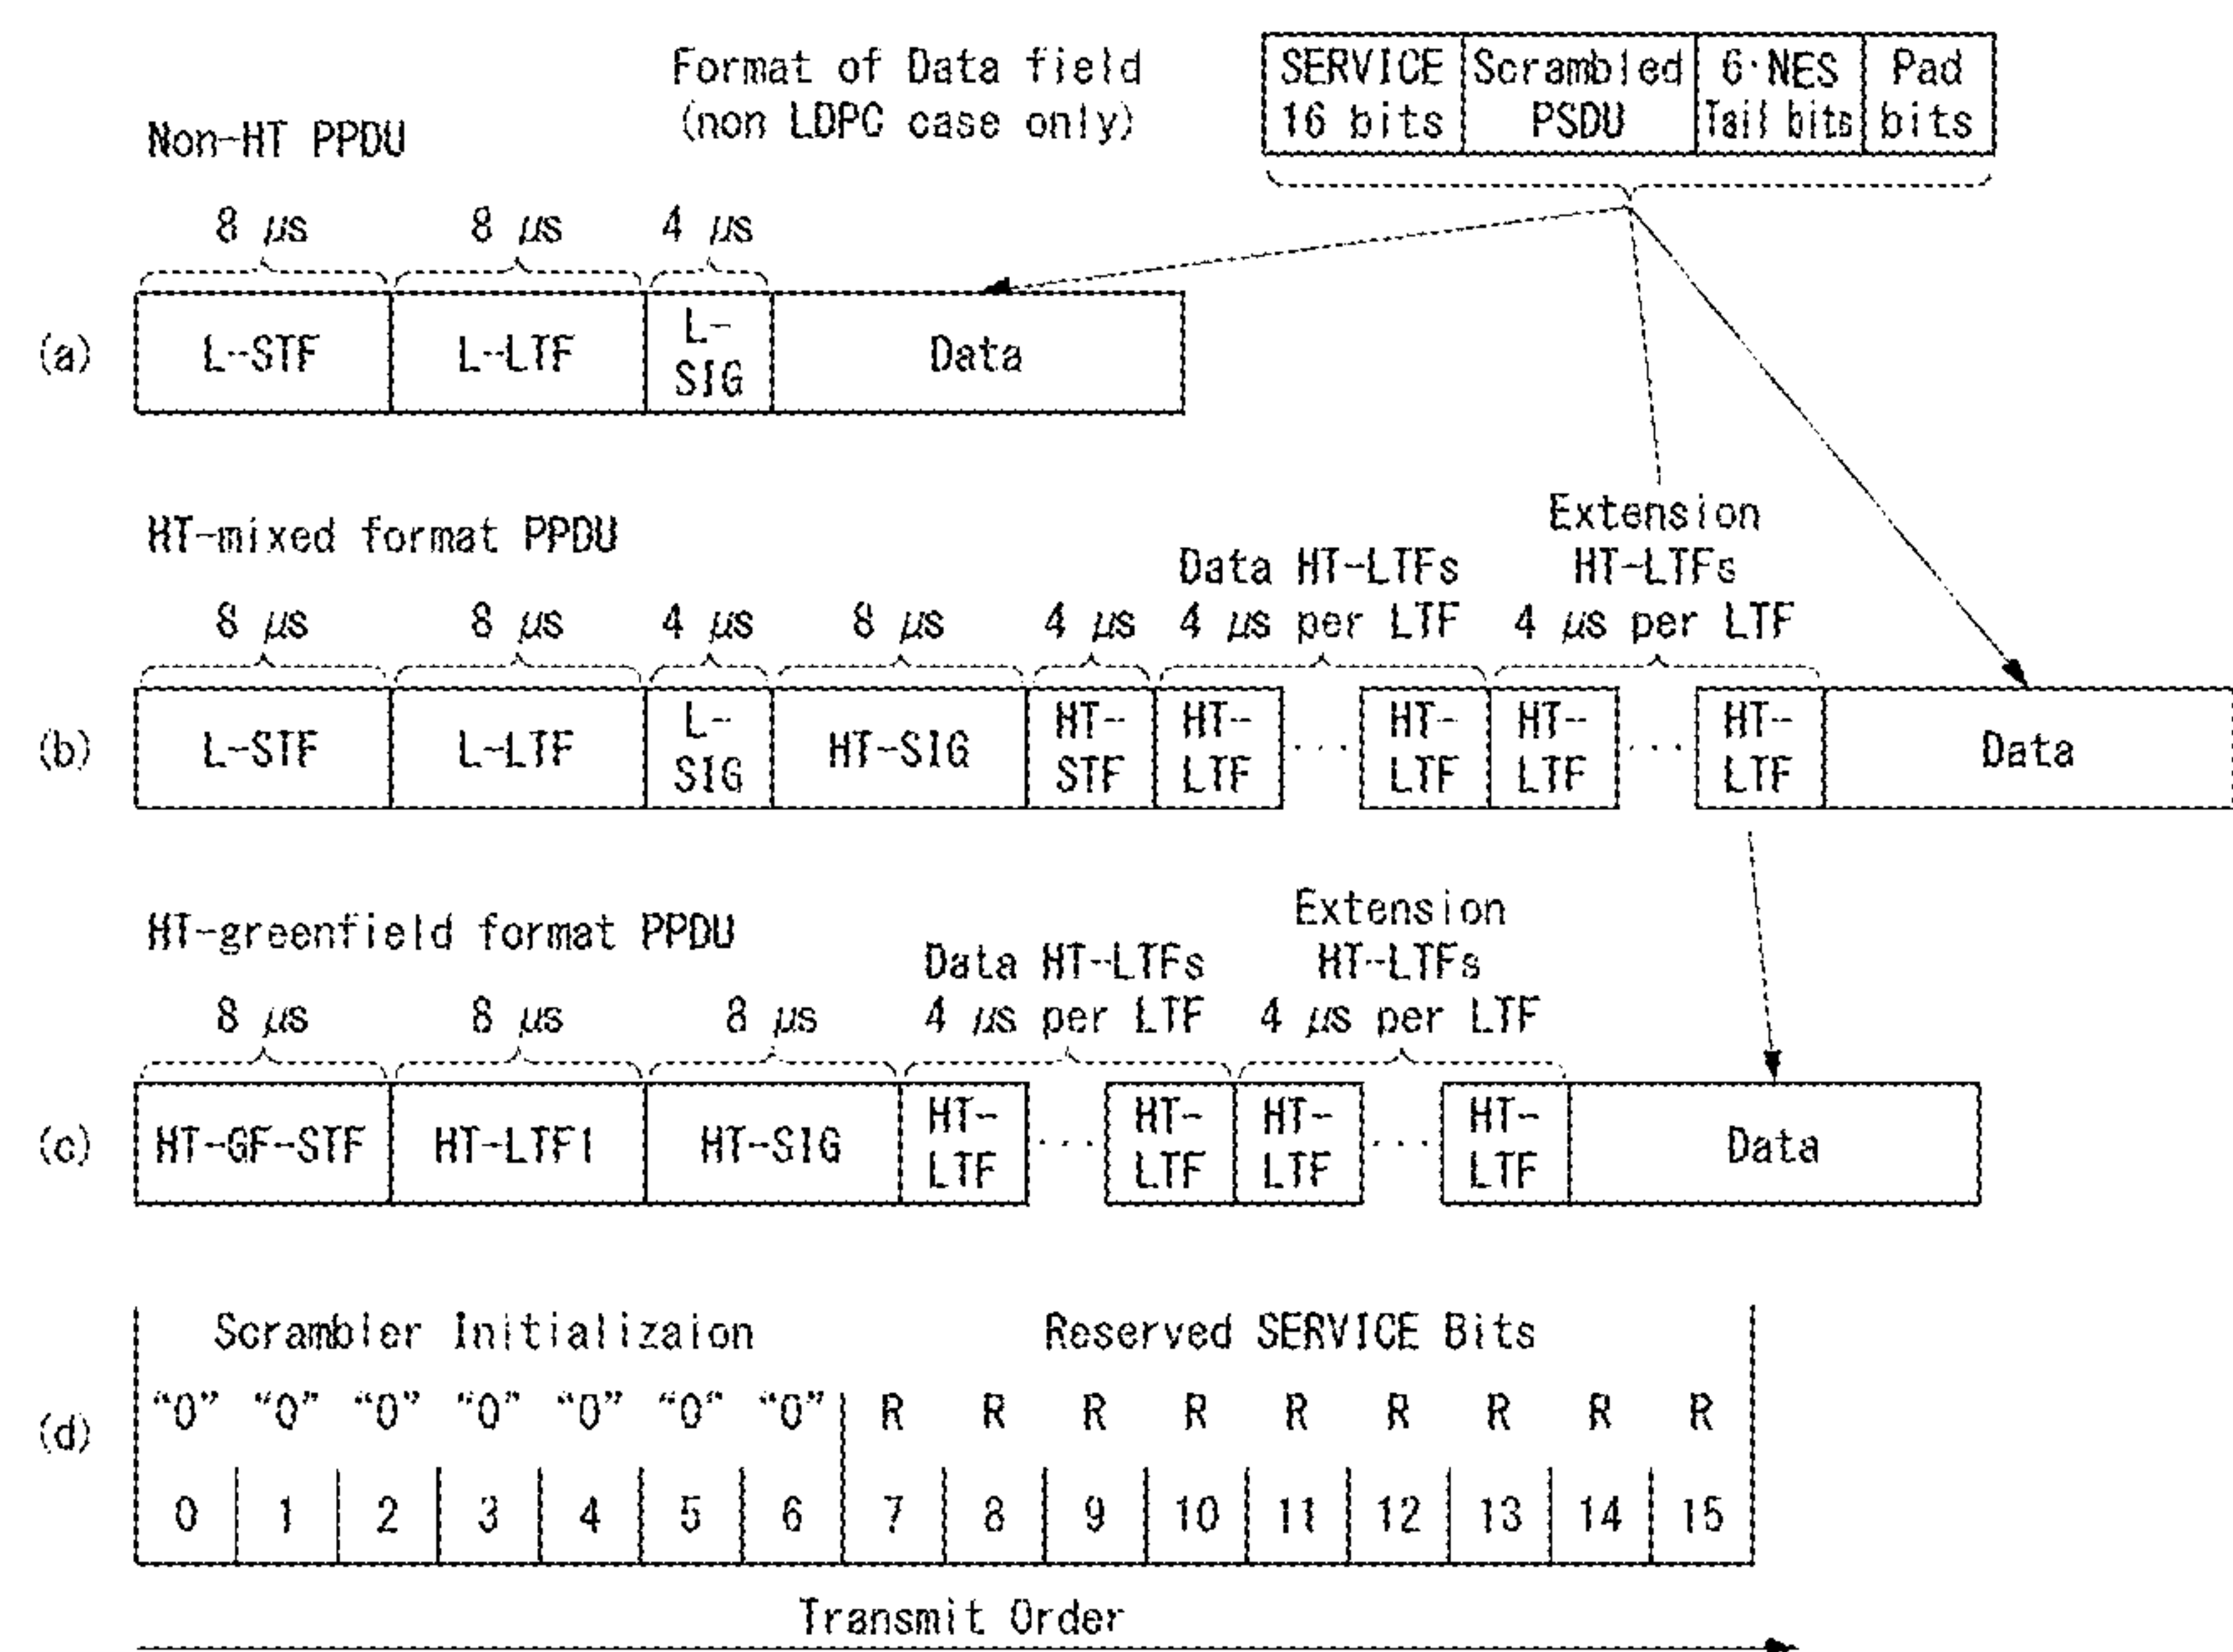 Format of Data field
(non LDPC case only)
SERVICE 16 bits
Scrambled PSDU
6·NES Tail bits
Pad bits
Non-HT PPDU
8 μs 8 μs 4 μs
(a)
L-STF
L-LTF
L-
SIG
Data
HT-mixed format PPDU
Extension
Data HT-LTFs HT-LTFs
8 μs 8 μs 4 μs 8 μs 4 μs 4 μs per LTF 4 μs per LTF
(b)
L-STF
L-LTF
L-
SIG
HT-SIG
HT-
STF
HT-
LTF
...
HT-
LTF
HT-
LTF
...
HT-
LTF
Data
HT-greenfield format PPDU
Extension
Data HT-LTFs HT-LTFs
8 μs 8 μs 8 μs 4 μs per LTF 4 μs per LTF
(c)
HT-GF-STF
HT-LTF1
HT-SIG
HT-
LTF
...
HT-
LTF
HT-
LTF
...
HT-
LTF
Data
Scrambler Initializaion Reserved SERVICE Bits
(d)
“0” “0” “0” “0” “0” “0” “0” R R R R R R R R R
0 1 2 3 4 5 6 7 8 9 10 11 12 13 14 15
Transmit Order